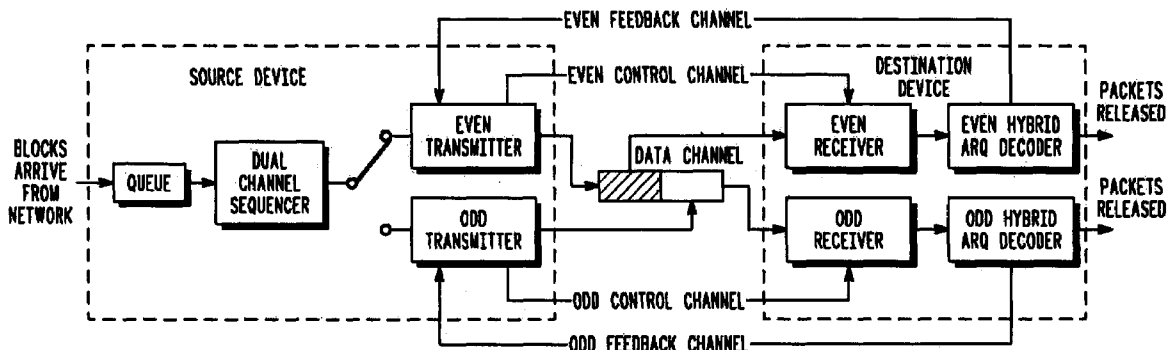 EVEN FEEDBACK CHANNEL
SOURCE DEVICE
EVEN CONTROL CHANNEL
DESTINATION
DEVICE
BLOCKS
ARRIVE
FROM
NETWORK
QUEUE
DUAL
CHANNEL
SEQUENCER
EVEN
TRANSMITTER
DATA CHANNEL
EVEN
RECEIVER
EVEN HYBRID
ARQ DECODER
PACKETS
RELEASED
ODD
TRANSMITTER
ODD
RECEIVER
ODD HYBRID
ARQ DECODER
PACKETS
RELEASED
ODD CONTROL CHANNEL
ODD FEEDBACK CHANNEL